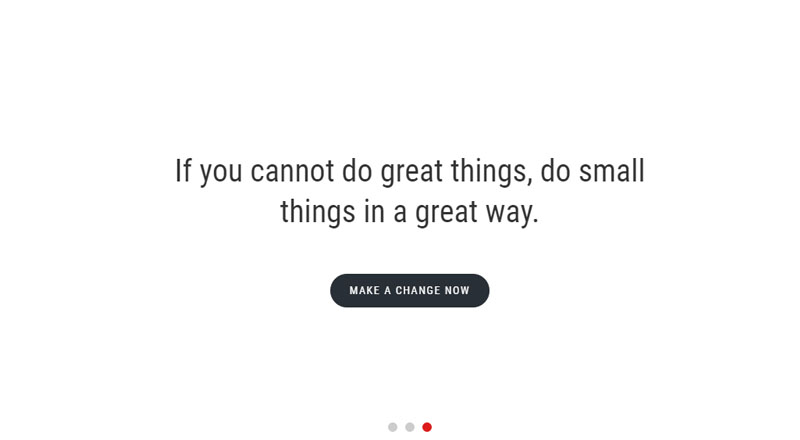 If you cannot do great things, do small
things in a great way.
MAKE A CHANGE NOW